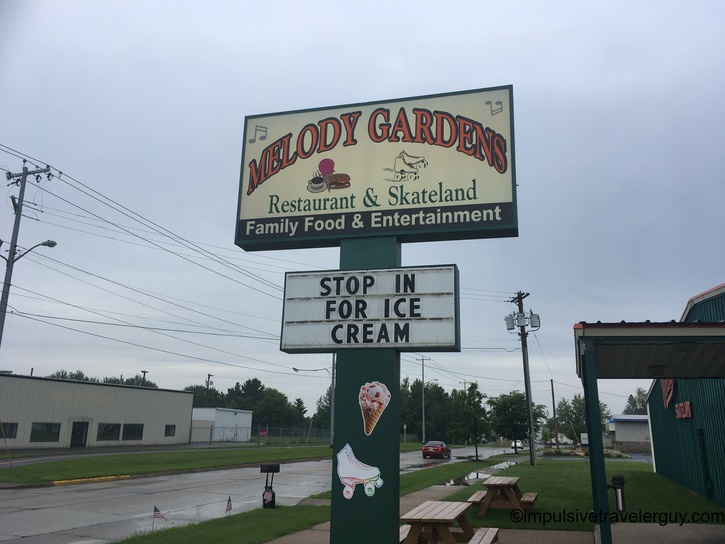 MELODY GARDENS
Restaurant & Skateland
Family Food & Entertainment
STOP IN
FOR ICE
CREAM
©impulsivetravelerguy.com